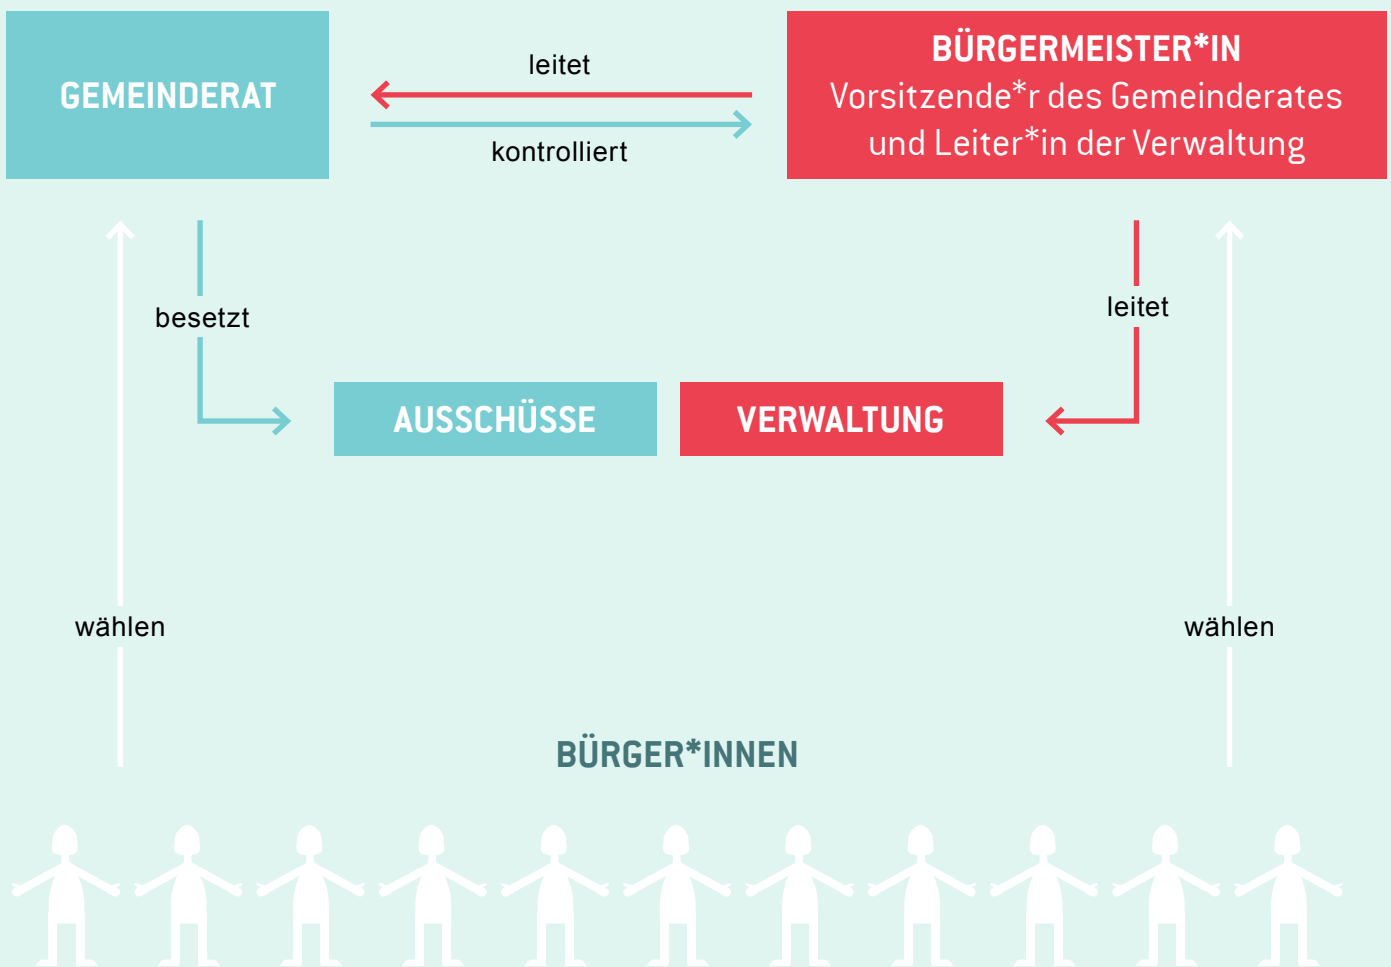 GEMEINDERAT
leitet
kontrolliert
BÜRGERMEISTER*IN
Vorsitzende*r des Gemeinderates
und Leiter*in der Verwaltung
besetzt
leitet
AUSSCHÜSSE
VERWALTUNG
wählen
wählen
BÜRGER*INNEN